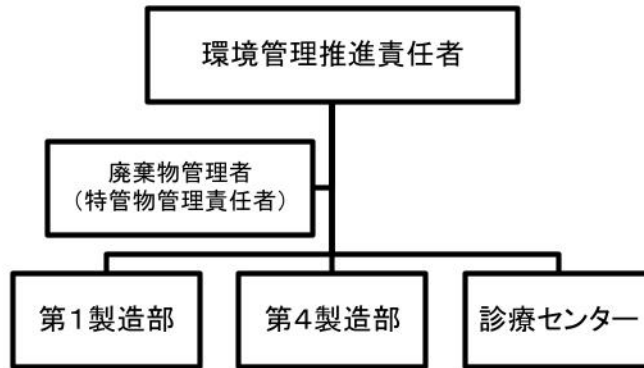 環境管理推進責任者
廃棄物管理者
（特管物管理責任者）
第１製造部
第４製造部
診療センター